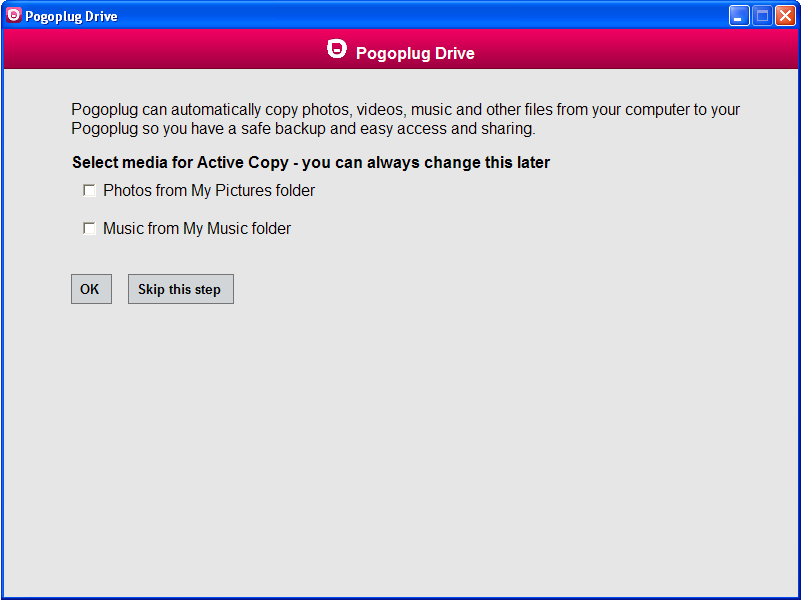 Pogoplug Drive
Pogoplug Drive
Pogoplug can automatically copy photos, videos, music and other files from your computer to your
Pogoplug so you have a safe backup and easy access and sharing.
Select media for Active Copy - you can always change this later
Photos from My Pictures folder
Music from My Music folder
OK
Skip this step